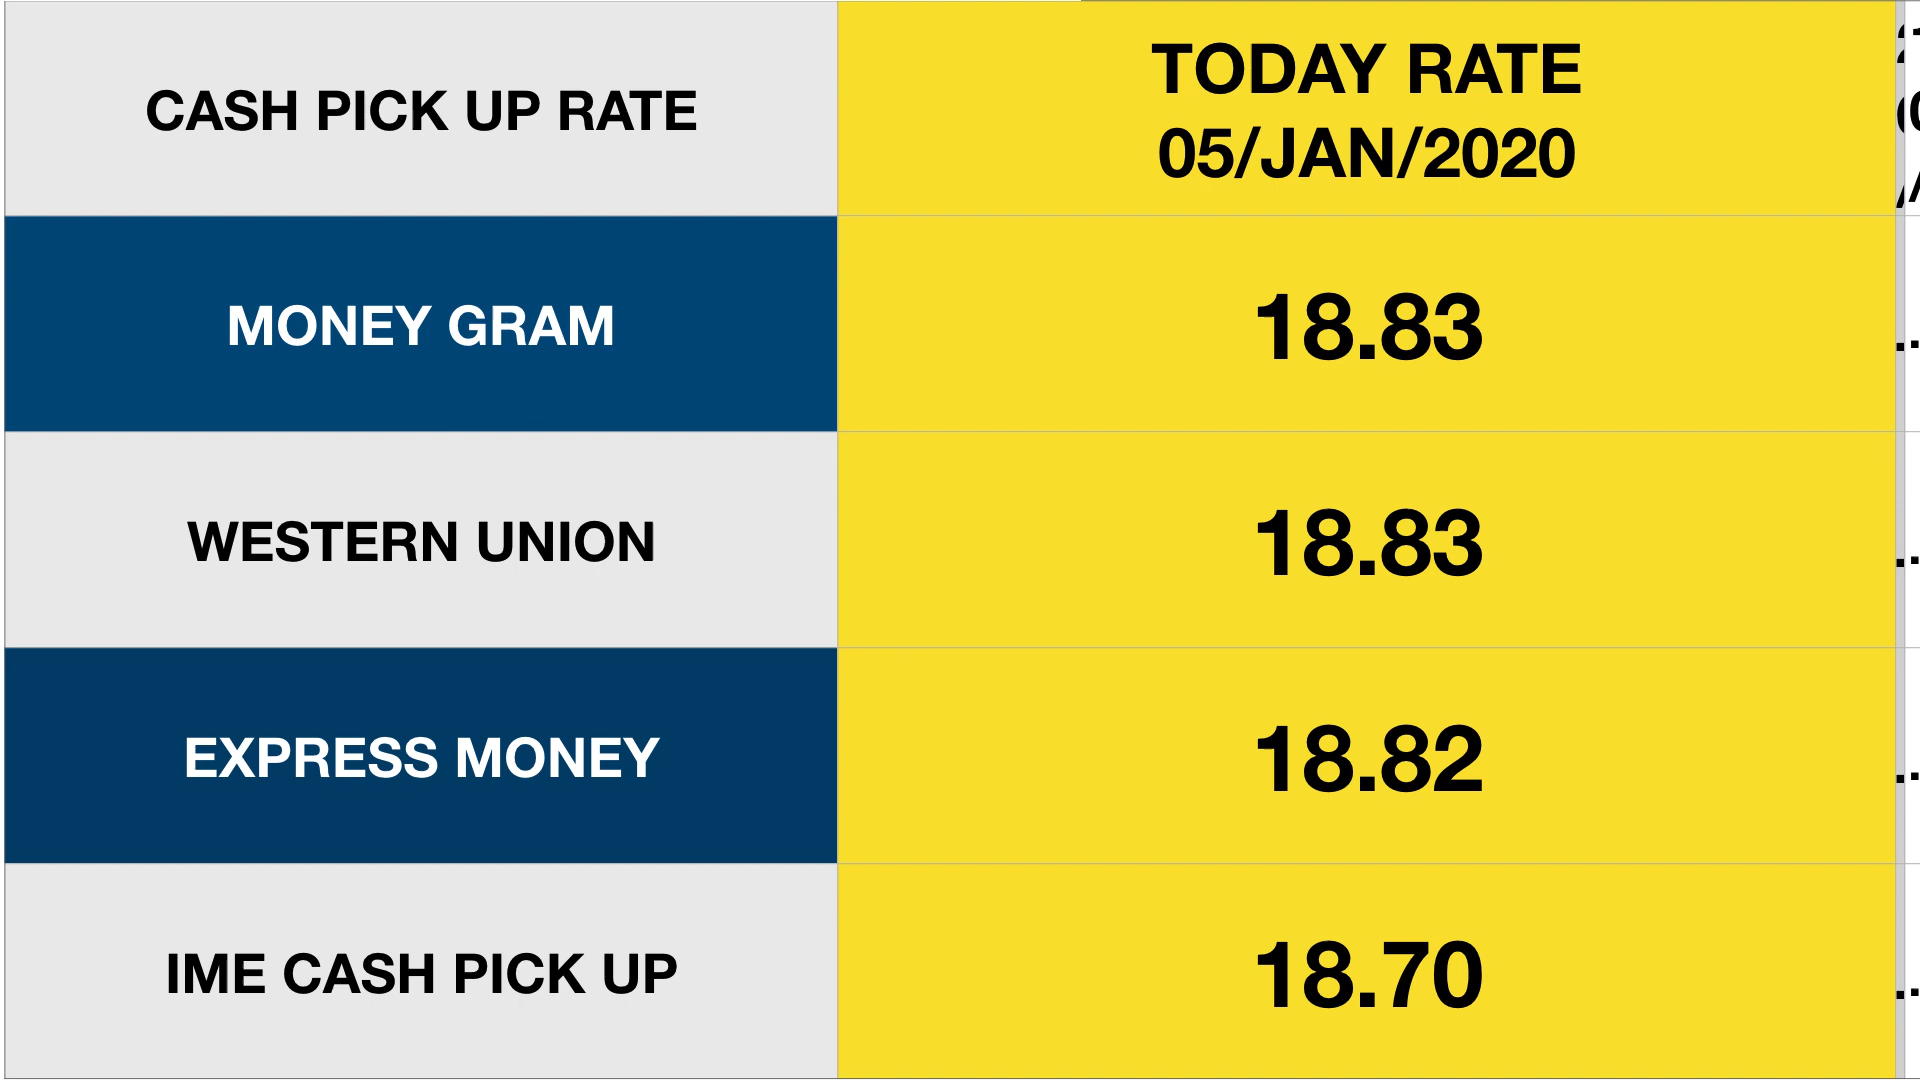 CASH PICK UP RATE
TODAY RATE
05/JAN/2020
MONEY GRAM
18.83
WESTERN UNION
18.83
EXPRESS MONEY
18.82
IME CASH PICK UP
18.70